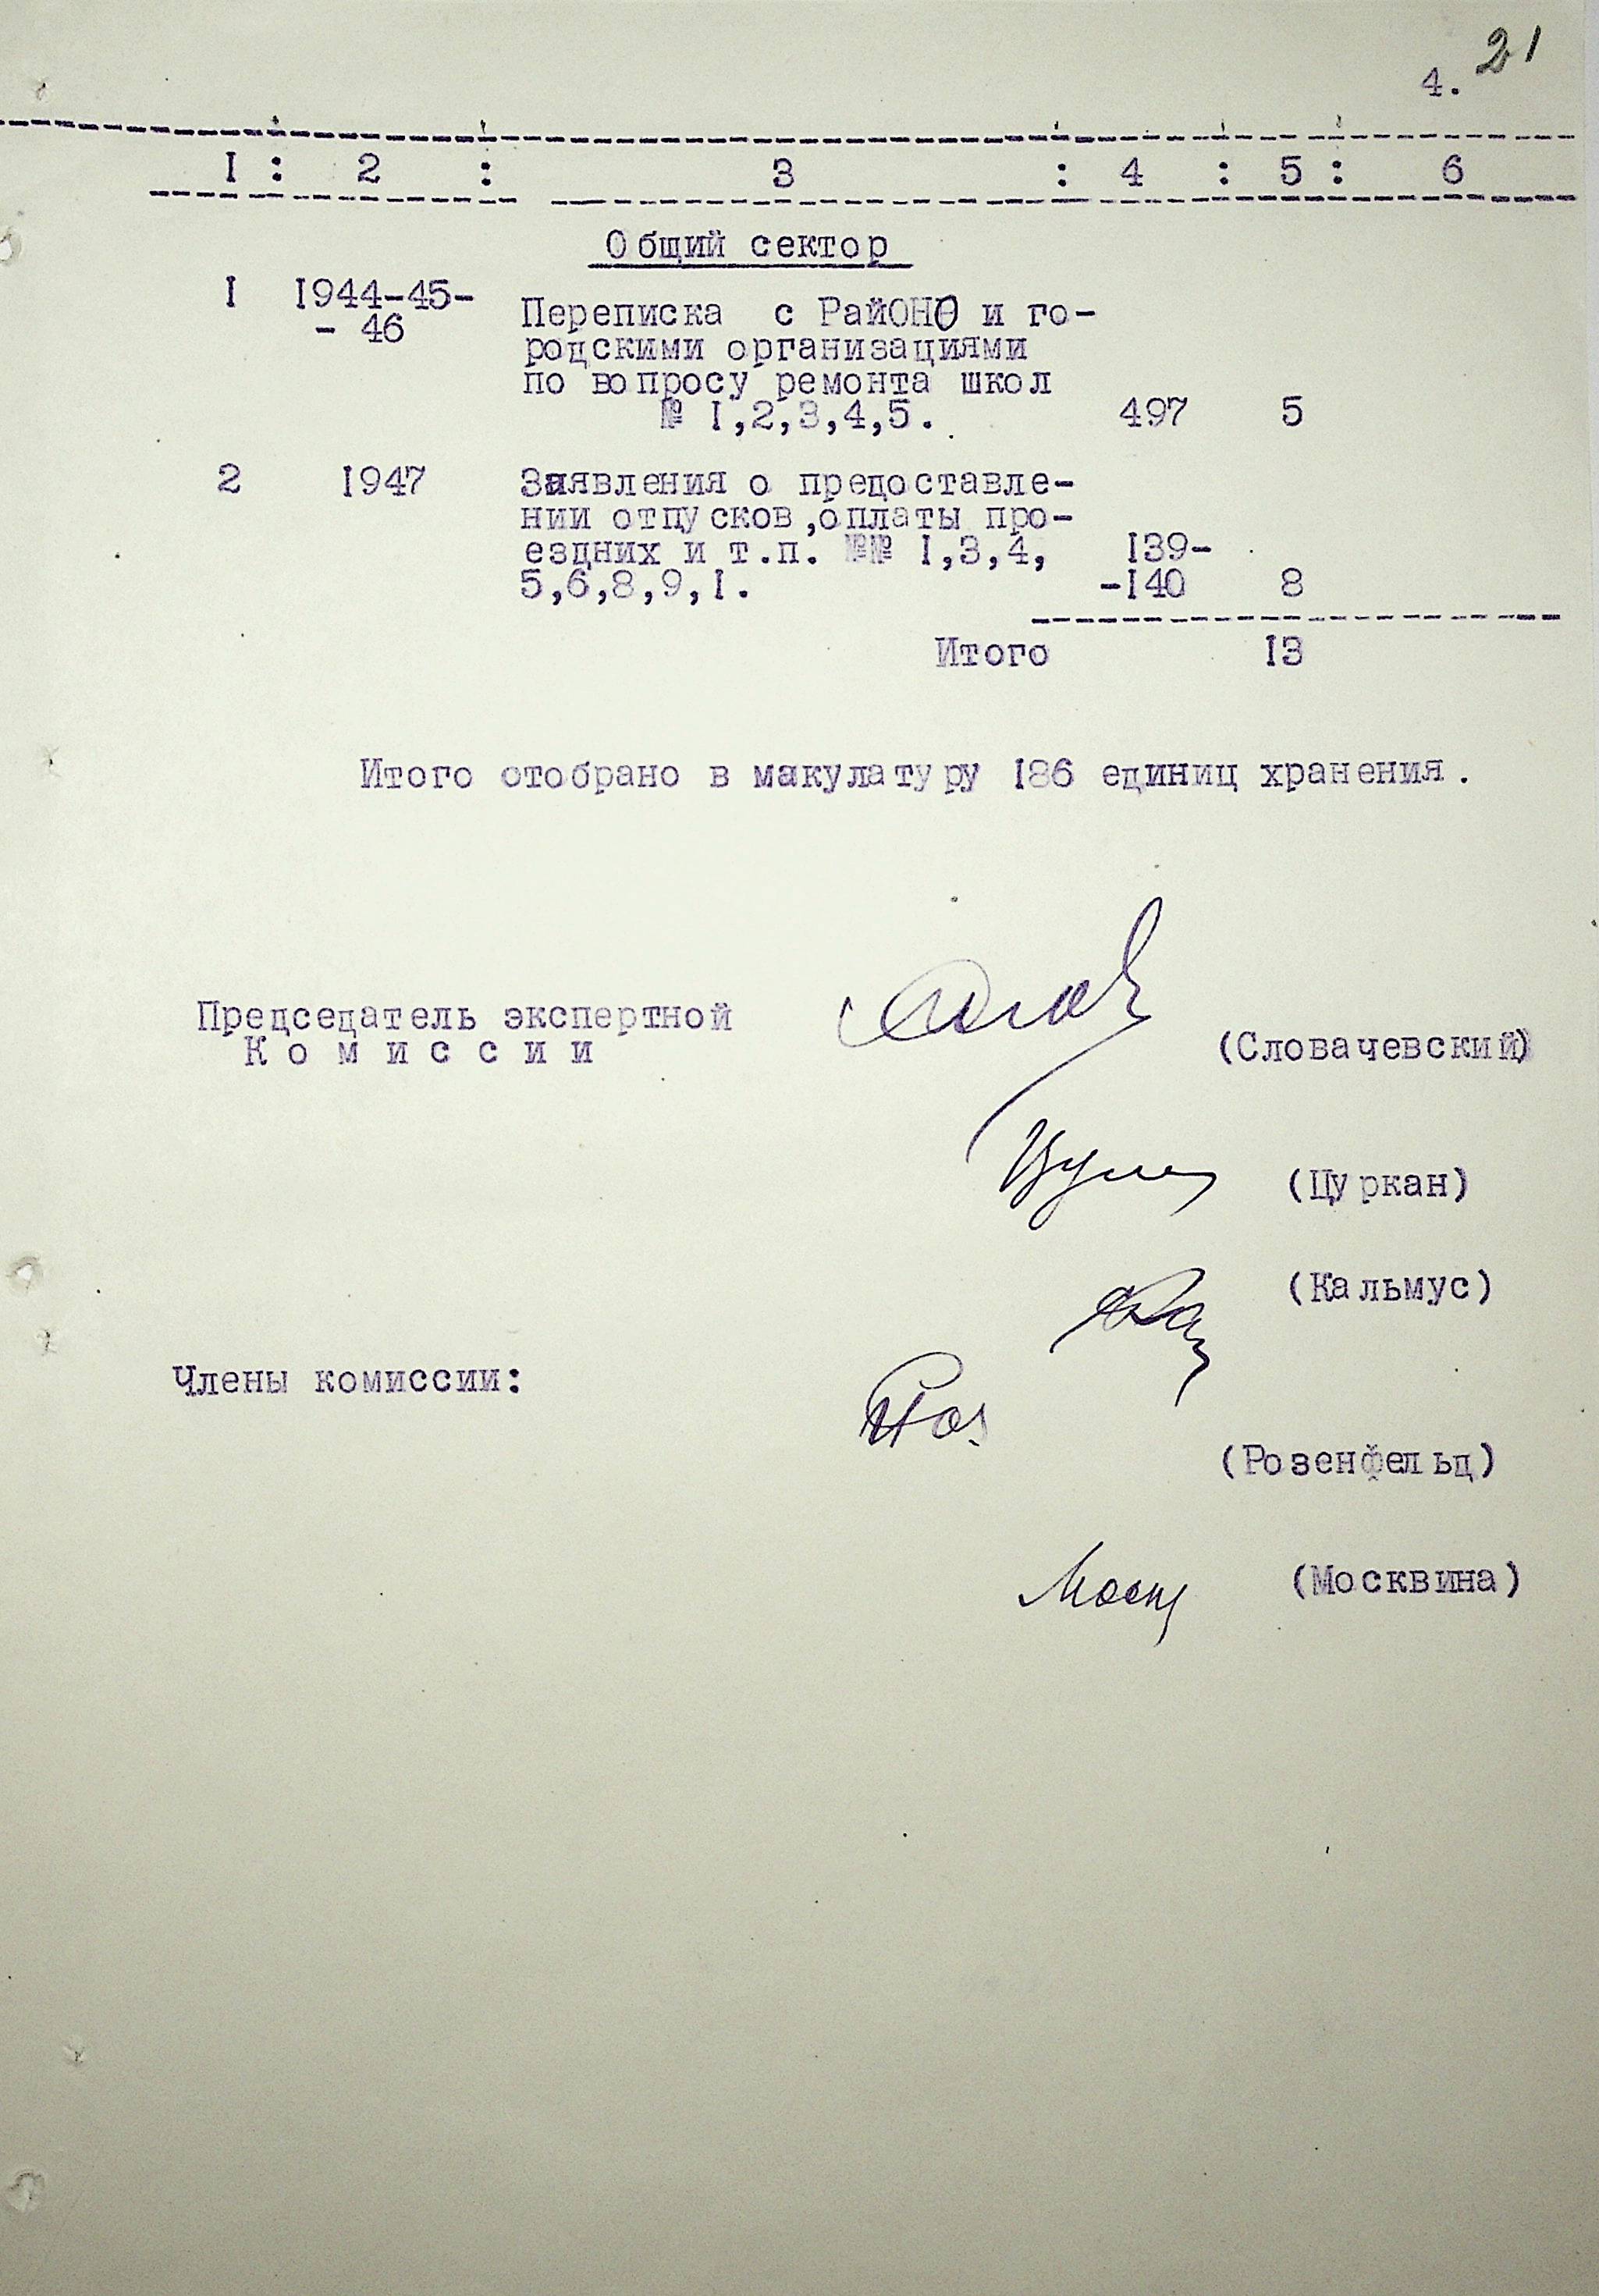 21
4.
I : 2 : 3 : 4 : 5 : 6
Общий сектор
I 1944-45- Переписка с РайОНО и го-
- 46 родскими организациями
по вопросу ремонта школ
№ I,2,3,4,5. 497 5
2 I947 Заявления о предоставле-
нии отпусков,оплаты про-
ездних и т.п. №№ I,3,4, I39-
5,6,8,9,I. -I40 8
Итого I3
Итого отобрано в макулатуру I86 единиц хранения.
Председатель экспертной
К о м и с с и и
(Словачевский)
(Цуркан)
(Кальмус)
Члены комиссии:
(Розенфельд)
(Москвина)